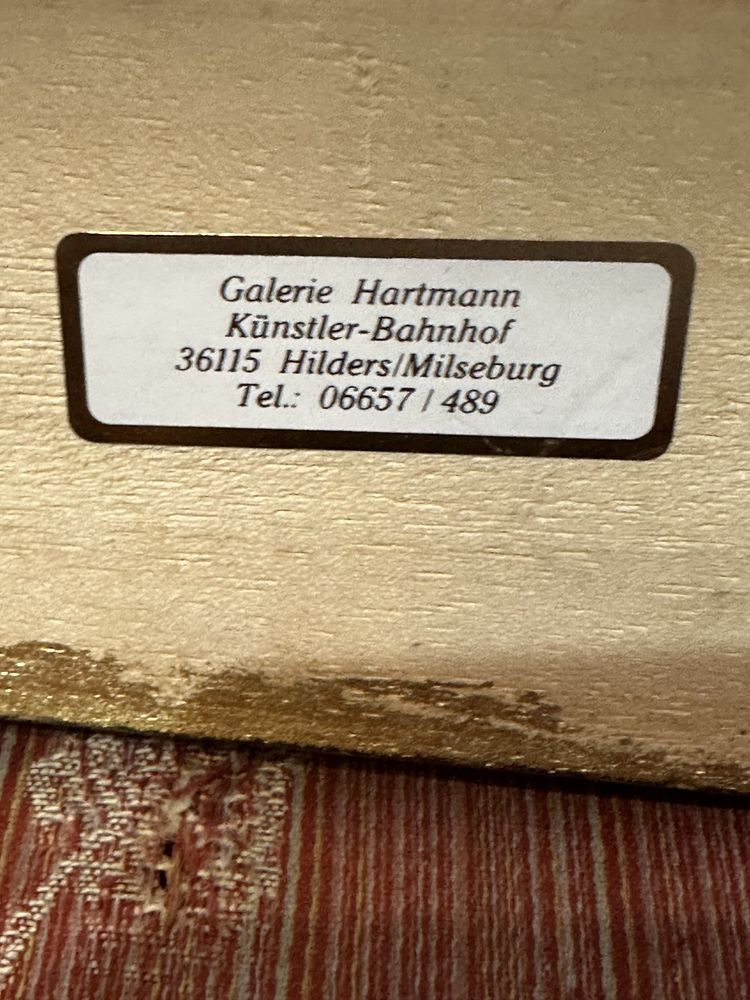 Galerie Hartmann
Künstler-Bahnhof
36115 Hilders/Milseburg
Tel.: 06657 / 489